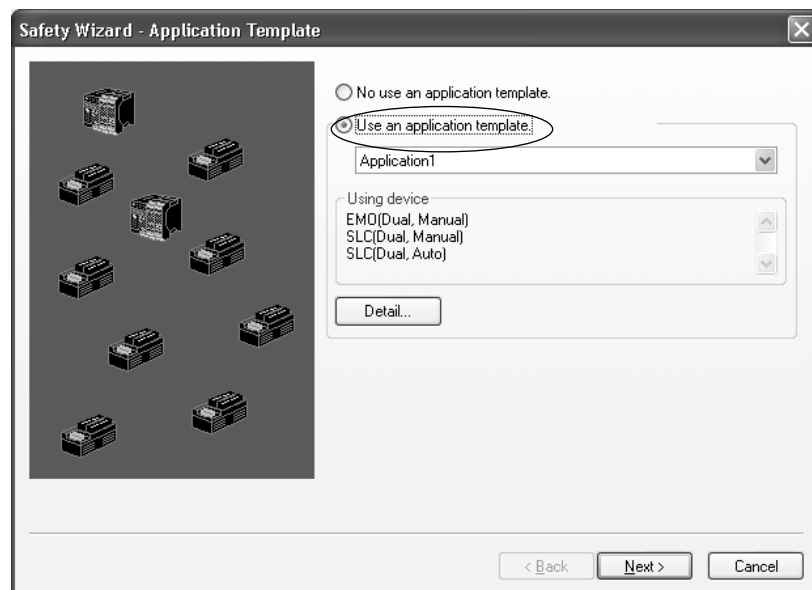 Safety Wizard - Application Template
No use an application template.
Use an application template.
Application1
Using device
EMO(Dual, Manual)
SLC(Dual, Manual)
SLC(Dual, Auto)
Detail...
< Back
Next >
Cancel